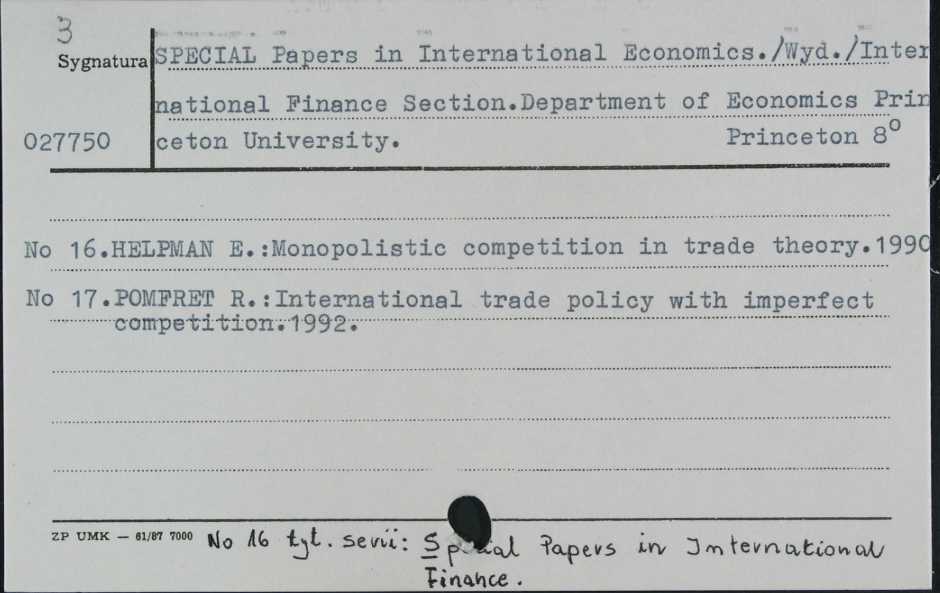 3
Sygnatura SPECIAL Papers in International Economics./Wyd./Inter
national Finance Section.Department of Economics Prin
027750 ceton University. Princeton 8º
No 16.HELPMAN E.:Monopolistic competition in trade theory.1990
No 17.POMFRET R.:International trade policy with imperfect
competition.1992.
ZP UMK — 61/87 7000 No 16 tyt. serii: Special Papers in International
Finance.